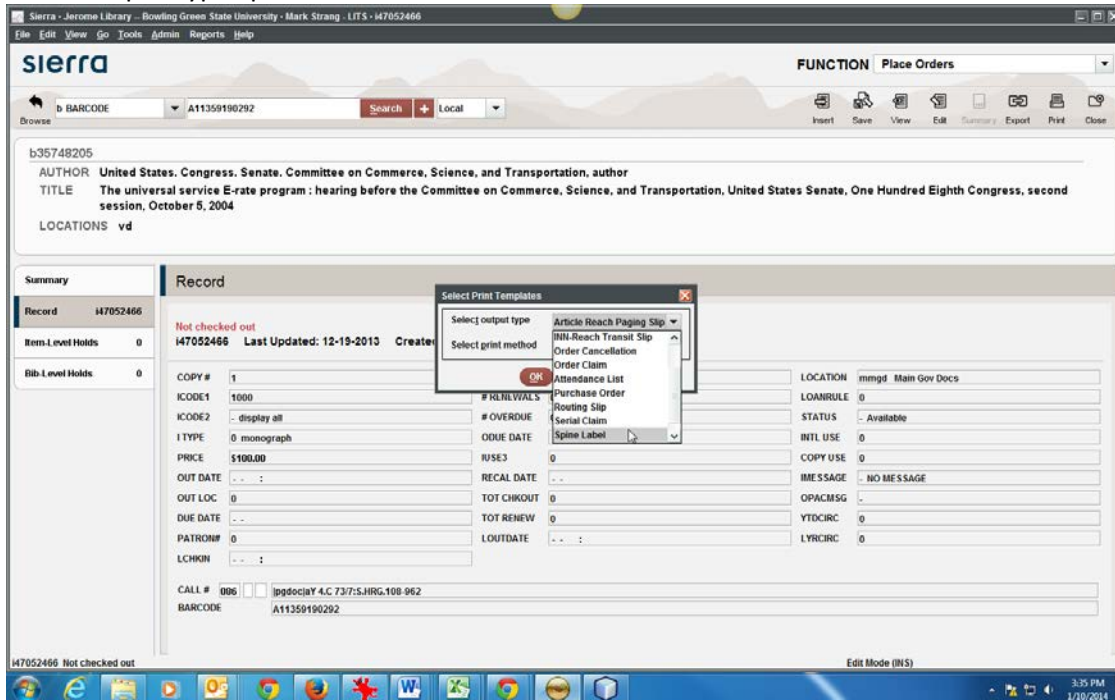 Sierra - Jerome Library -- Bowling Green State University - Mark Strang - LITS - i47052466
File Edit View Go Tools Admin Reports Help
sierra
FUNCTION Place Orders
Browse
b BARCODE A11359190292 Search + Local
Insert Save View Edit Summary Export Print Close
b35748205
AUTHOR United States. Congress. Senate. Committee on Commerce, Science, and Transportation, author
TITLE The universal service E-rate program : hearing before the Committee on Commerce, Science, and Transportation, United States Senate, One Hundred Eighth Congress, second
session, October 5, 2004
LOCATIONS vd
Summary
Record i47052466
Item-Level Holds 0
Bib-Level Holds 0
Record
Not checked out
i47052466 Last Updated: 12-19-2013
Select Print Templates
Select output type Article Reach Paging Slip
Select print method
OK
INN-Reach Transit Slip
Order Cancellation
Order Claim
Attendance List
Purchase Order
Routing Slip
Serial Claim
Spine Label
COPY # 1 LOCATION mmgd Main Gov Docs
ICODE1 1000 # RENEWALS LOANRULE 0
ICODE2 - display all # OVERDUE STATUS - Available
I TYPE 0 monograph ODUE DATE INTL USE 0
PRICE $100.00 IUSE3 0 COPY USE 0
OUT DATE - - : RECAL DATE - - IMESSAGE - NO MESSAGE
OUT LOC 0 TOT CHKOUT 0 OPACMSG -
DUE DATE - - TOT RENEW 0 YTDCIRC 0
PATRON# 0 LOUTDATE - - : LYRCIRC 0
LCHKIN - - :
CALL # 086 |pgdoc|aY 4.C 73/7:S.HRG.108-962
BARCODE A11359190292
i47052466 Not checked out Edit Mode (INS)
3:35 PM
1/10/2014